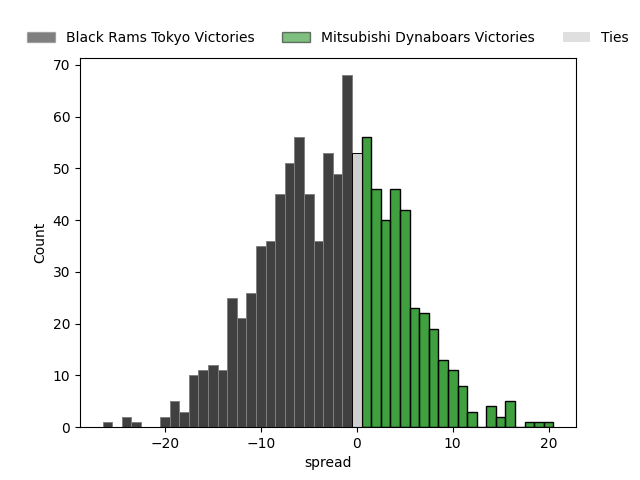 Black Rams Tokyo Victories Mitsubishi Dynaboars Victories Ties
70
60
50
40
30
20
10
0
Count
−20 −10 0 10 20
spread